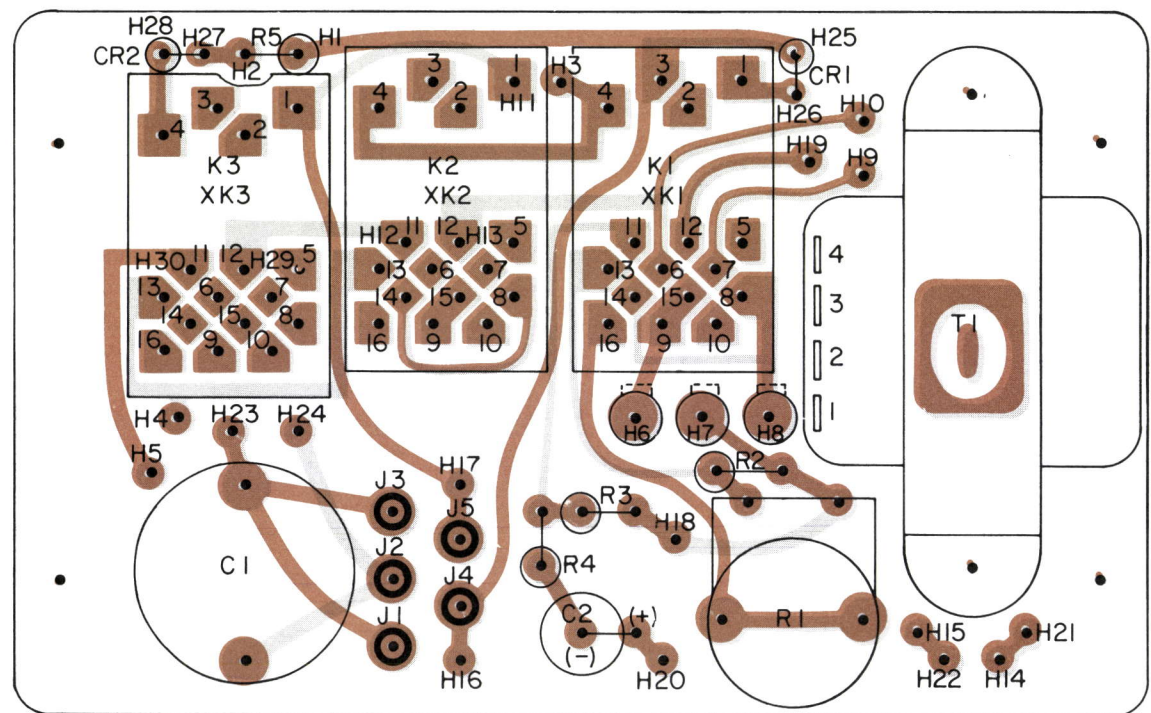 H28 R5 H1 H25
CR2 H27 H2 H3 CR1
3 1 3 1 3 1
4 2 4 2 H11 4 2 H26 H10
K3 K2 K1 H19 H9
XK3 XK2 XK1
H12 11 12 H13 5 11 12 5
H30 11 12 H29 5 13 6 7 13 6 7 4
13 6 7 14 15 8 14 15 8 3
14 15 8 16 9 10 16 9 10 T1
16 9 10 2
H4 H23 H24 H6 H7 H8 1
H5 H17 R2
J3 J5 R3 H18
C1 J2 J4 R4
J1 C2 (+) R1 H15 H21
(-)
H16 H20 H22 H14